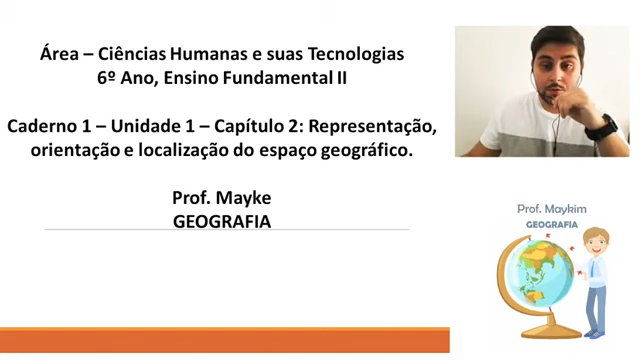 Área – Ciências Humanas e suas Tecnologias
6º Ano, Ensino Fundamental II
Caderno 1 – Unidade 1 – Capítulo 2: Representação,
orientação e localização do espaço geográfico.
Prof. Mayke
GEOGRAFIA
Prof. Maykim
GEOGRAFIA